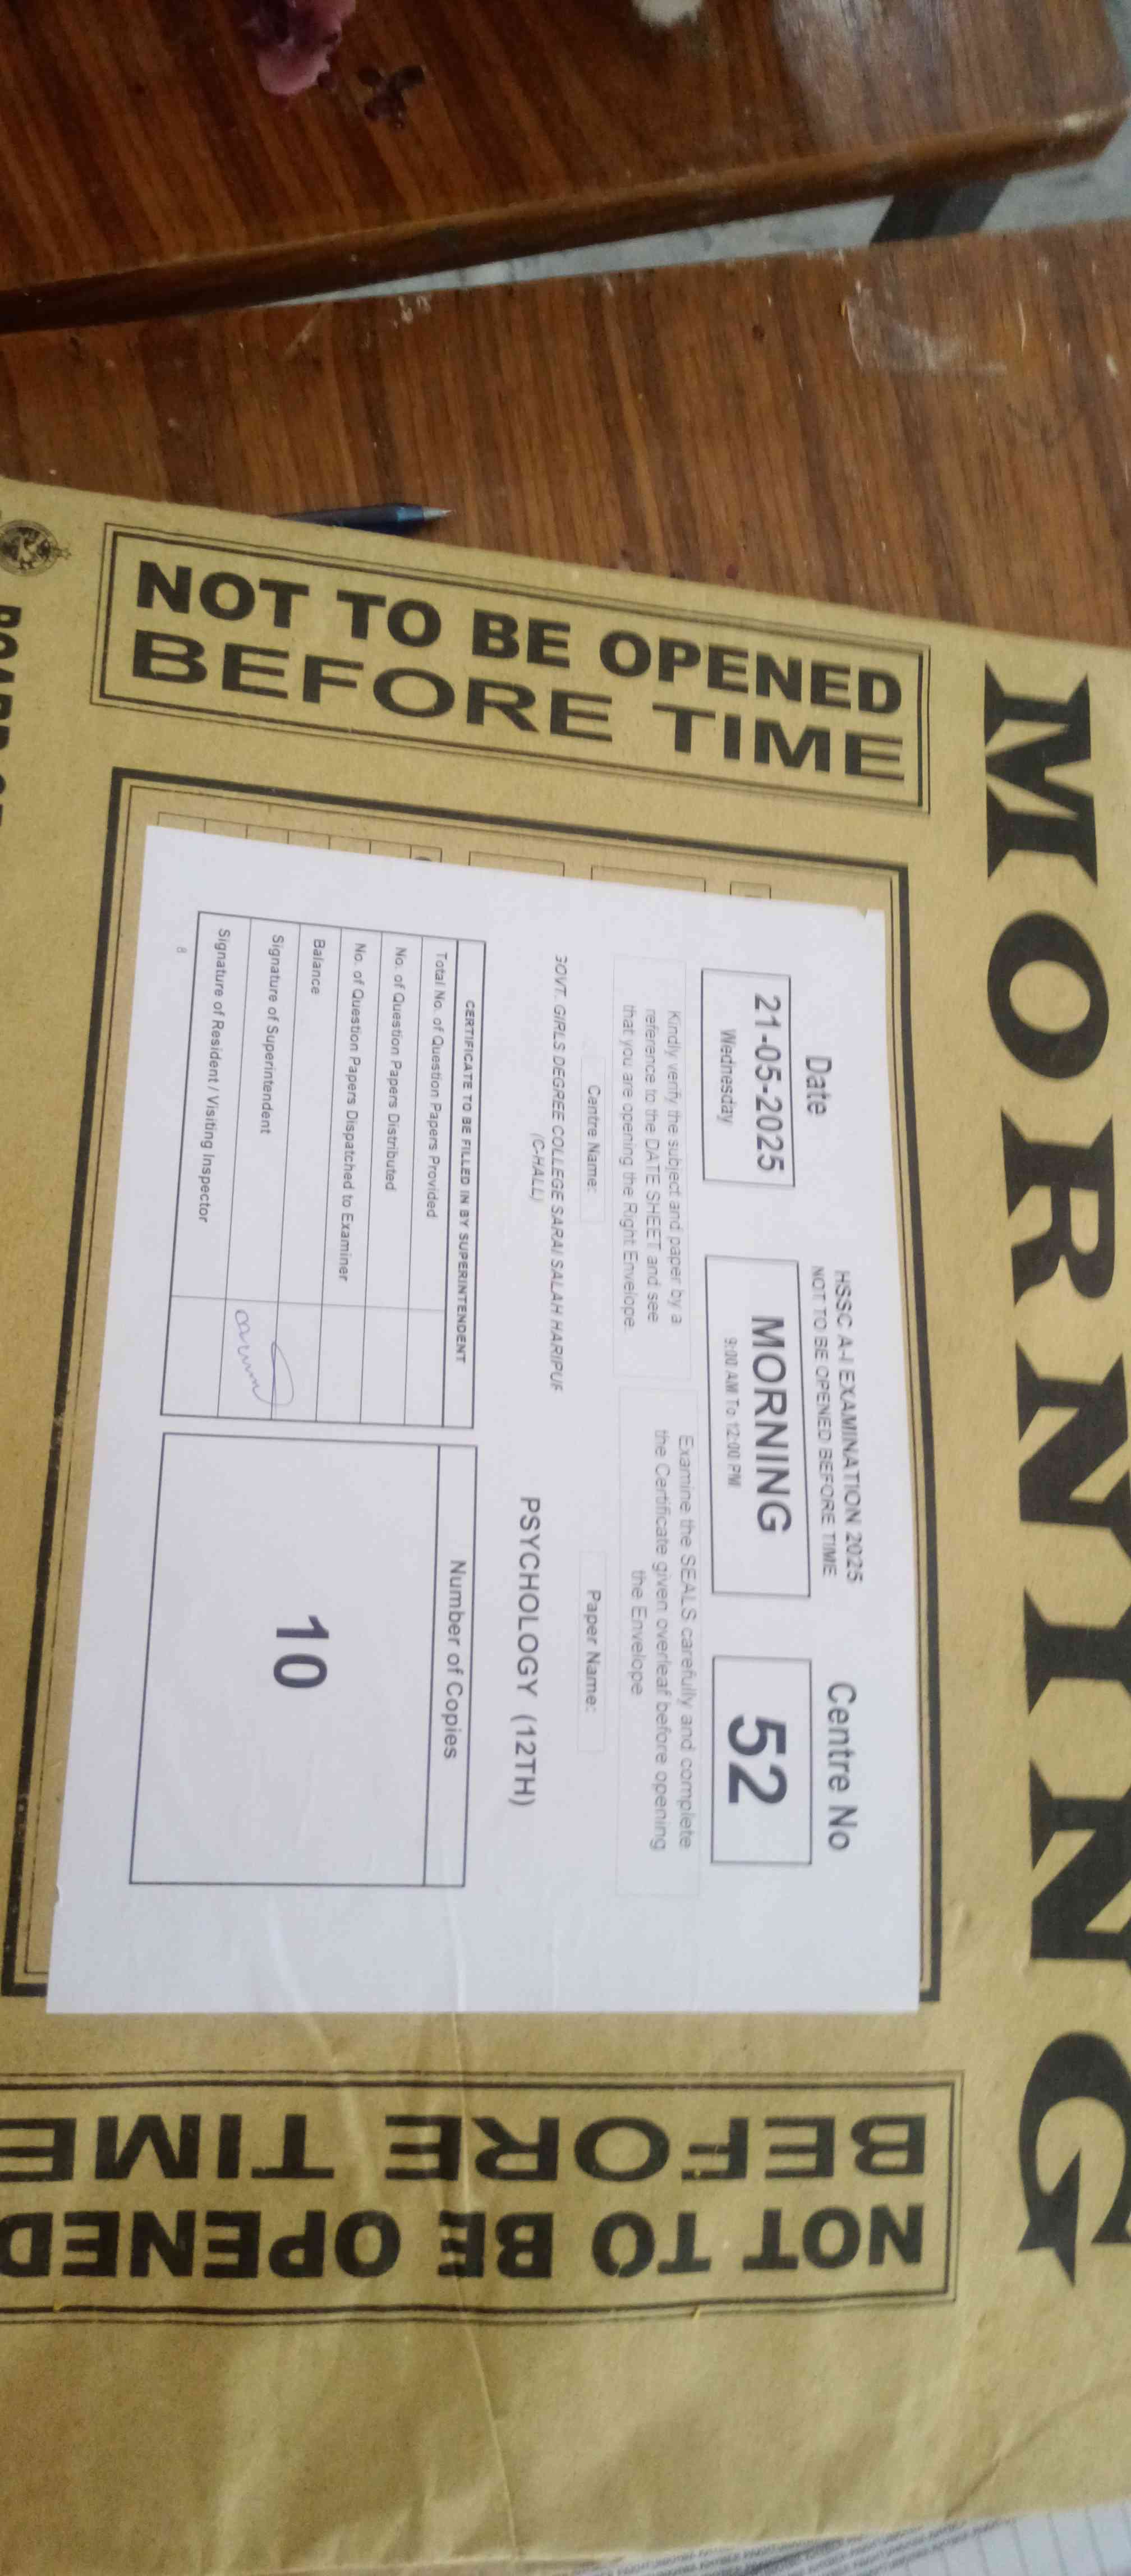 MORNING
NOT TO BE OPENED
BEFORE TIME
HSSC A-I EXAMINATION 2025
NOT TO BE OPENED BEFORE TIME
Date
21-05-2025
Wednesday
MORNING
9:00 AM To 12:00 PM
Centre No
52
Kindly verify the subject and paper by a
reference to the DATE SHEET and see
that you are opening the Right Envelope.
Examine the SEALS carefully and complete
the Certificate given overleaf before opening
the Envelope
Centre Name:
GOVT. GIRLS DEGREE COLLEGE SARAI SALAH HARIPUR
(C-HALL)
Paper Name:
PSYCHOLOGY (12TH)
CERTIFICATE TO BE FILLED IN BY SUPERINTENDENT
Total No. of Question Papers Provided
No. of Question Papers Distributed
No. of Question Papers Dispatched to Examiner
Balance
Signature of Superintendent
Signature of Resident / Visiting Inspector
8
Number of Copies
10
NOT TO BE OPENED
BEFORE TIME